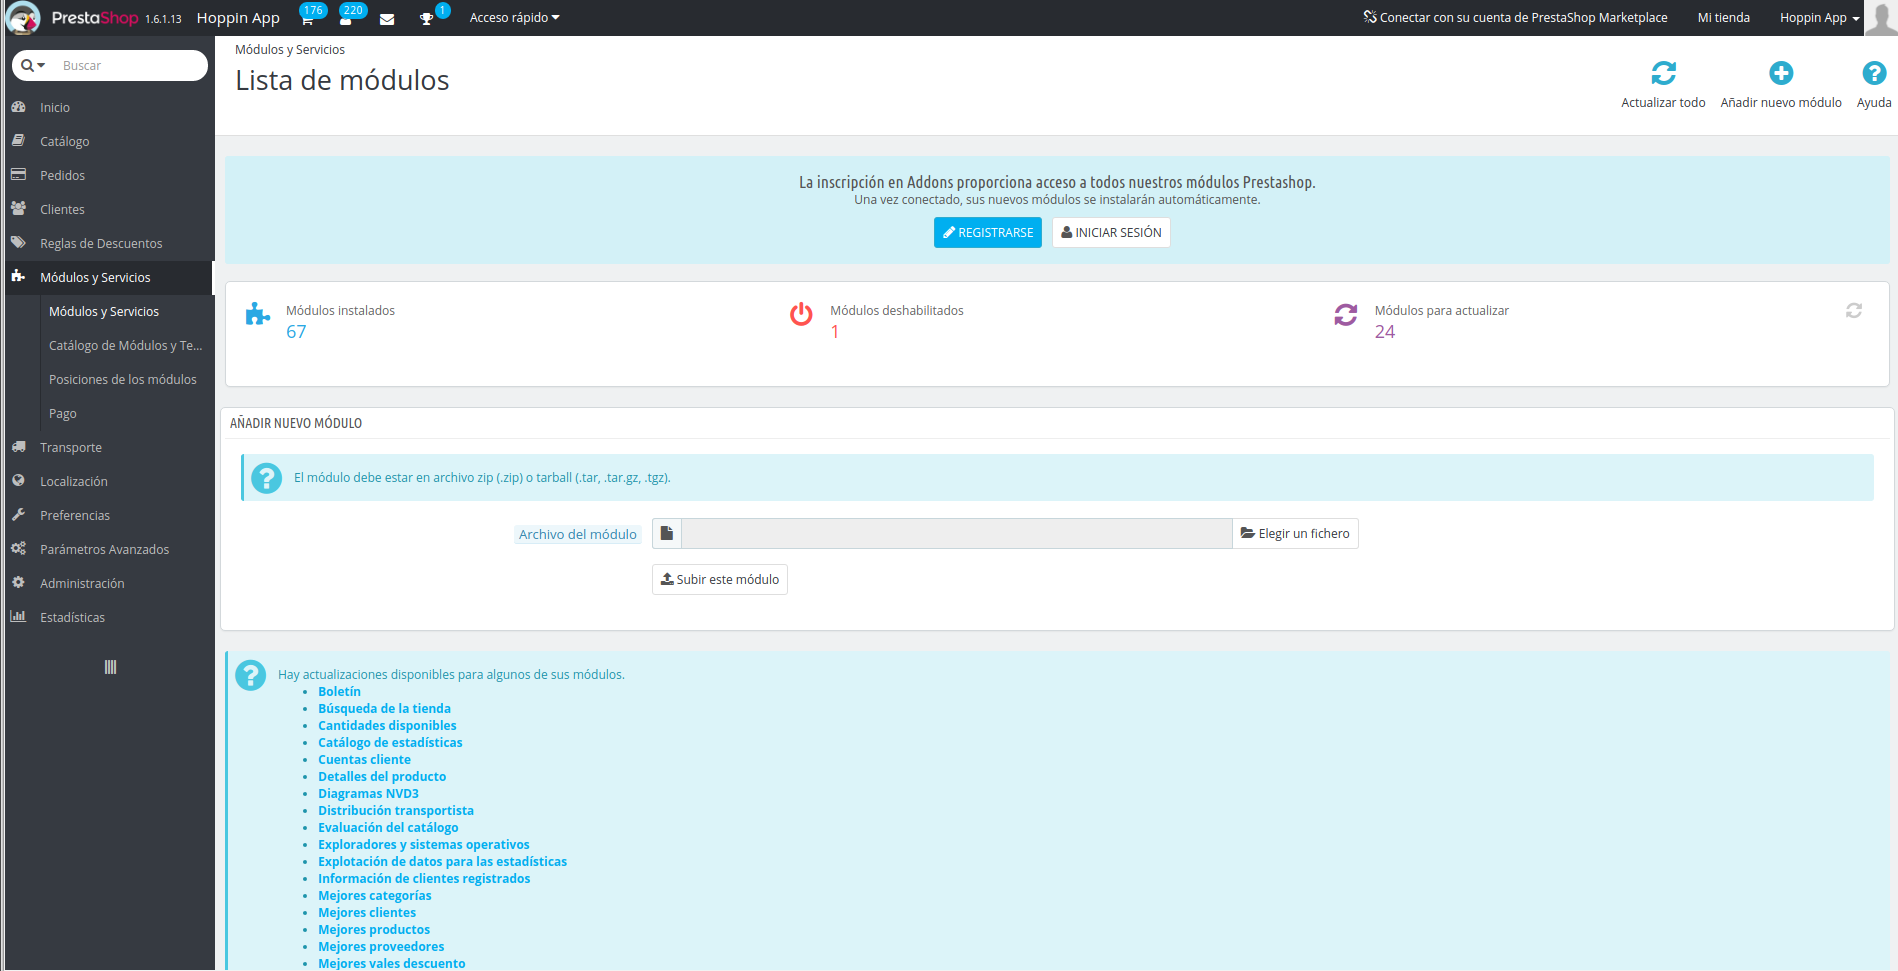 PrestaShop 1.6.1.13 Hoppin App 176 220 1 Acceso rápido Conectar con su cuenta de PrestaShop Marketplace Mi tienda Hoppin App
Buscar
Inicio
Catálogo
Pedidos
Clientes
Reglas de Descuentos
Módulos y Servicios
Módulos y Servicios
Catálogo de Módulos y Te...
Posiciones de los módulos
Pago
Transporte
Localización
Preferencias
Parámetros Avanzados
Administración
Estadísticas
Módulos y Servicios
Lista de módulos
Actualizar todo Añadir nuevo módulo Ayuda
La inscripción en Addons proporciona acceso a todos nuestros módulos Prestashop.
Una vez conectado, sus nuevos módulos se instalarán automáticamente.
REGISTRARSE INICIAR SESIÓN
Módulos instalados
67
Módulos deshabilitados
1
Módulos para actualizar
24
AÑADIR NUEVO MÓDULO
El módulo debe estar en archivo zip (.zip) o tarball (.tar, .tar.gz, .tgz).
Archivo del módulo Elegir un fichero
Subir este módulo
Hay actualizaciones disponibles para algunos de sus módulos.
Boletín
Búsqueda de la tienda
Cantidades disponibles
Catálogo de estadísticas
Cuentas cliente
Detalles del producto
Diagramas NVD3
Distribución transportista
Evaluación del catálogo
Exploradores y sistemas operativos
Explotación de datos para las estadísticas
Información de clientes registrados
Mejores categorías
Mejores clientes
Mejores productos
Mejores proveedores
Mejores vales descuento